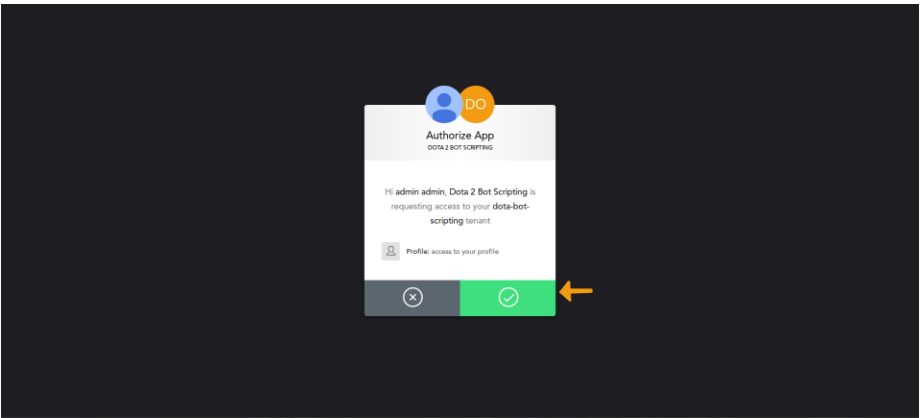 DO
Authorize App
DOTA 2 BOT SCRIPTING
Hi admin admin, Dota 2 Bot Scripting is
requesting access to your dota-bot-
scripting tenant
Profile: access to your profile